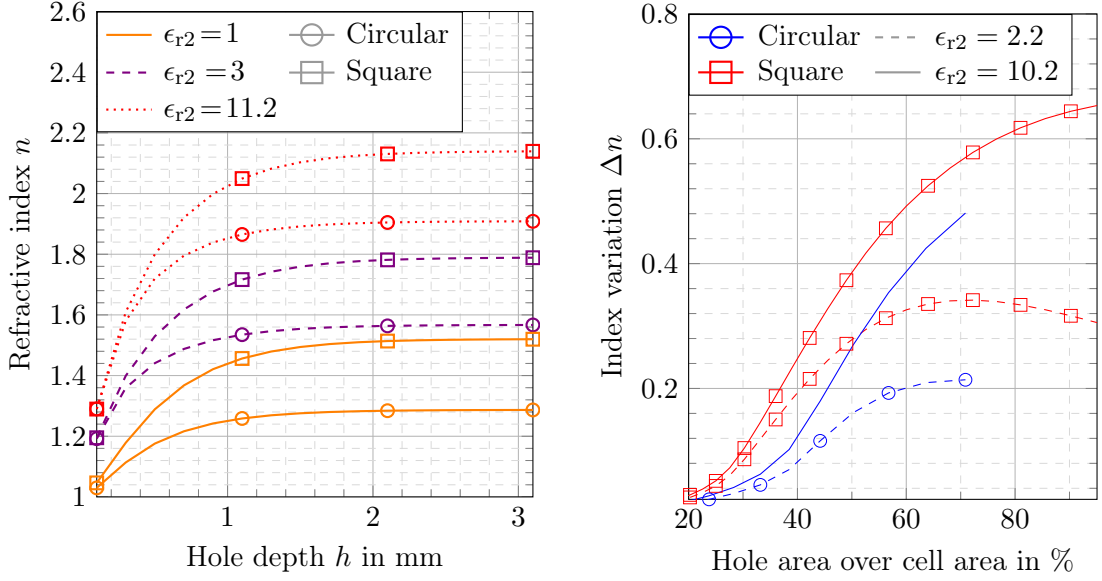 2.6
2.4
2.2
2
1.8
1.6
1.4
1.2
1
Refractive index n
ϵr2 = 1
ϵr2 = 3
ϵr2 = 11.2
Circular
Square
1
2
3
Hole depth h in mm
0.8
0.6
0.4
0.2
Index variation Δn
Circular
Square
ϵr2 = 2.2
ϵr2 = 10.2
20
40
60
80
Hole area over cell area in %